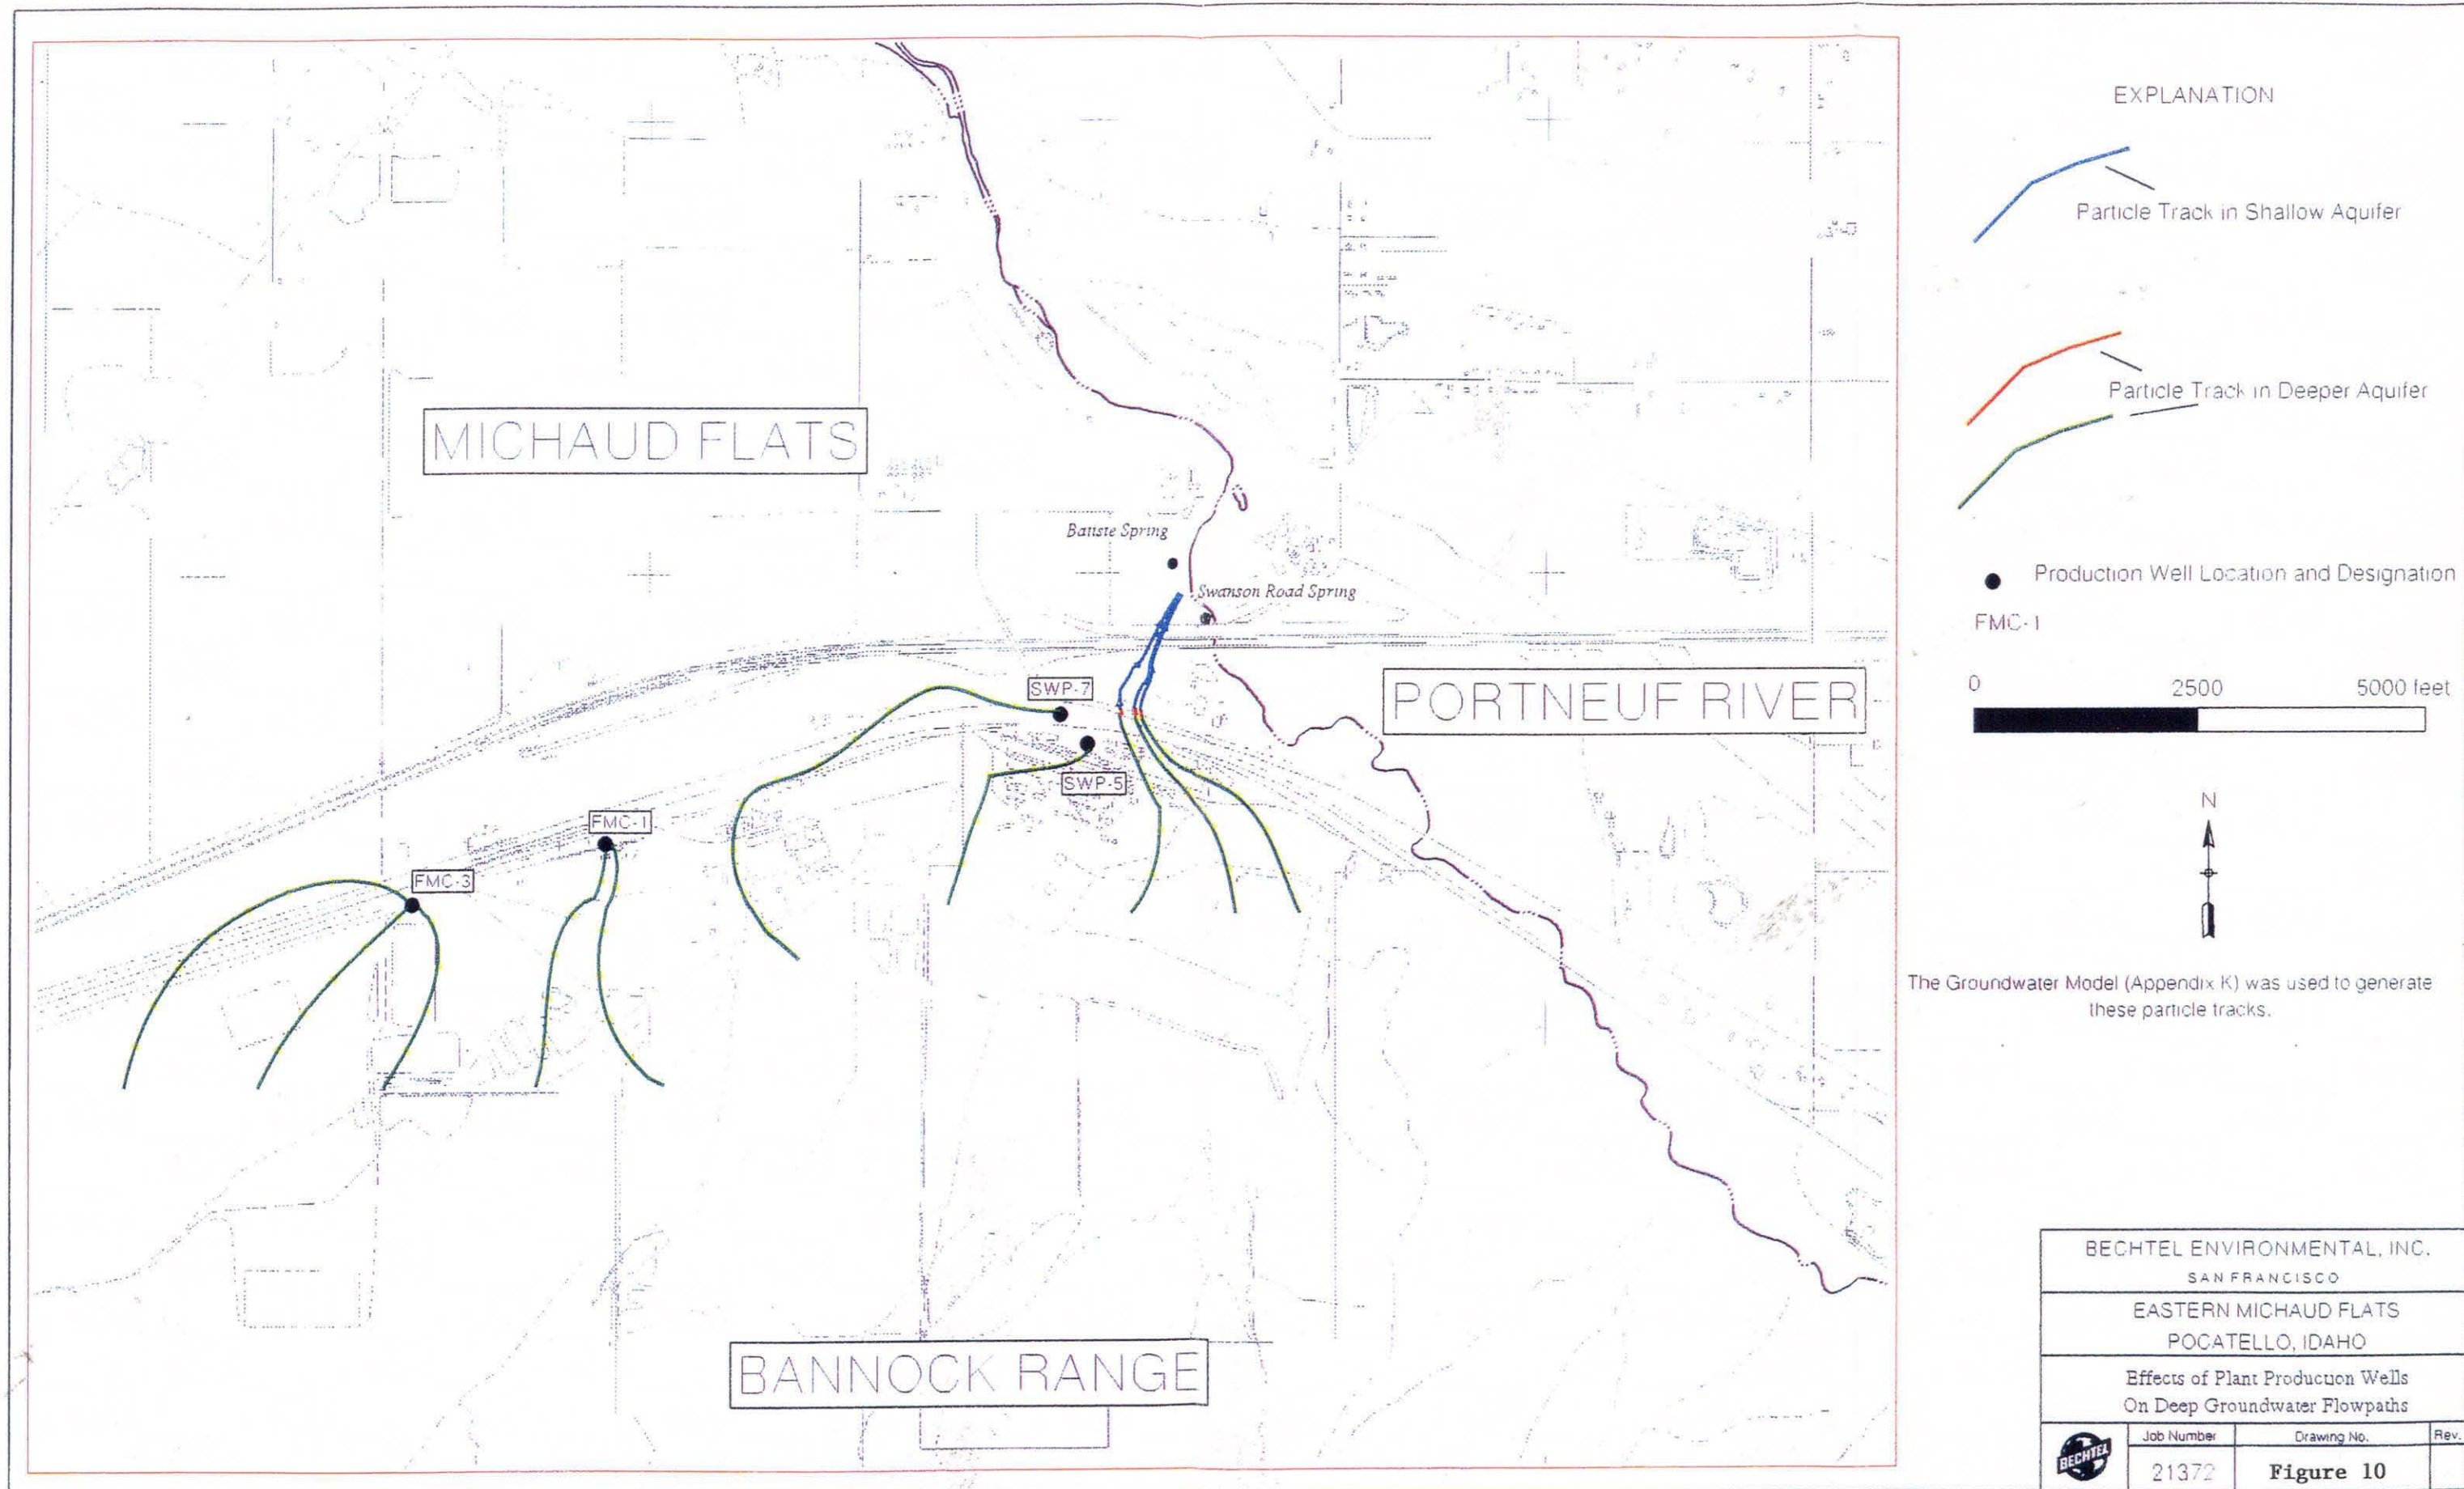 MICHAUD FLATS
Batiste Spring
Swanson Road Spring
SWP-7
PORTNEUF RIVER
SWP-5
FMC-1
FMC-3
BANNOCK RANGE
EXPLANATION
Particle Track in Shallow Aquifer
Particle Track in Deeper Aquifer
Production Well Location and Designation
FMC-1
0 2500 5000 feet
N
The Groundwater Model (Appendix K) was used to generate
these particle tracks.
BECHTEL ENVIRONMENTAL, INC.
SAN FRANCISCO
EASTERN MICHAUD FLATS
POCATELLO, IDAHO
Effects of Plant Production Wells
On Deep Groundwater Flowpaths
BECHTEL
Job Number
Drawing No.
Rev.
21372
Figure 10